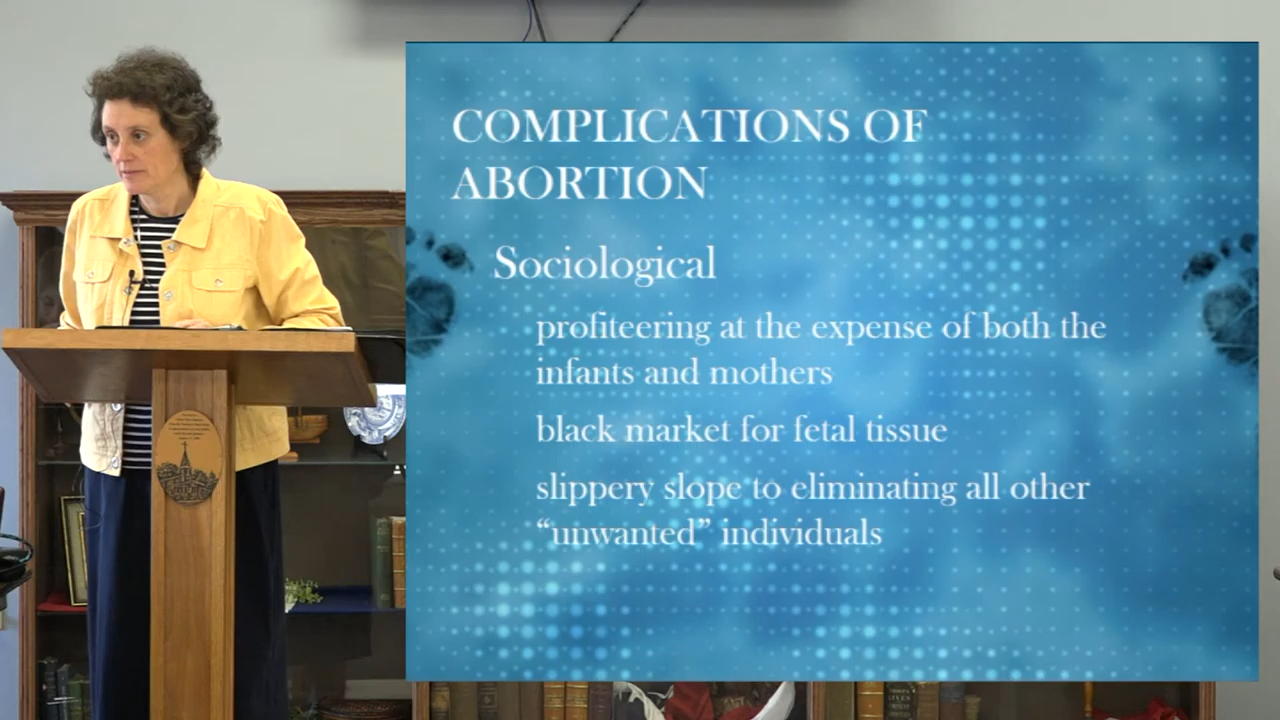 COMPLICATIONS OF
ABORTION
Sociological
profiteering at the expense of both the
infants and mothers
black market for fetal tissue
slippery slope to eliminating all other
“unwanted” individuals